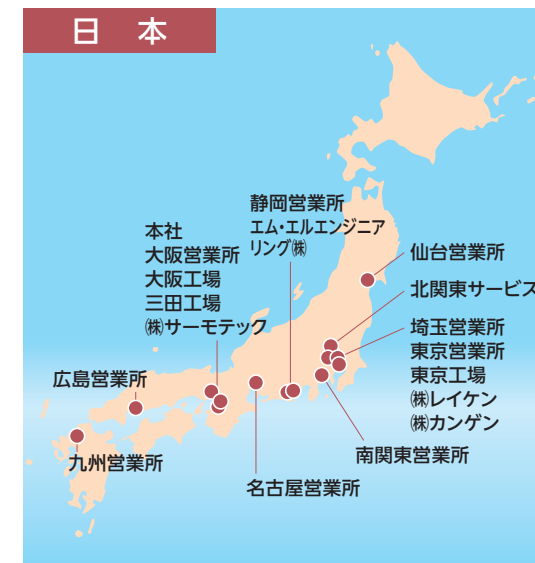 日本
静岡営業所
エム・エルエンジニア
リング㈱
本社
大阪営業所
大阪工場
三田工場
㈱サーモテック
仙台営業所
北関東サービス
埼玉営業所
東京営業所
東京工場
㈱レイケン
㈱カンゲン
広島営業所
南関東営業所
九州営業所
名古屋営業所